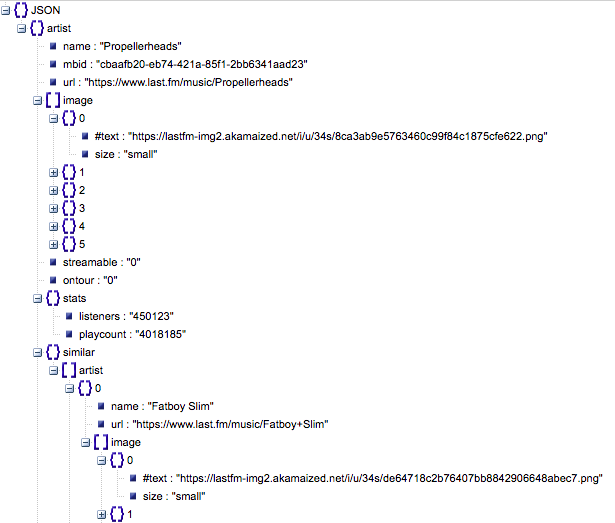 JSON
artist
name : "Propellerheads"
mbid : "cbaafb20-eb74-421a-85f1-2bb6341aad23"
url : "https://www.last.fm/music/Propellerheads"
image
0
#text : "https://lastfm-img2.akamaized.net/i/u/34s/8ca3ab9e5763460c99f84c1875cfe622.png"
size : "small"
1
2
3
4
5
streamable : "0"
ontour : "0"
stats
listeners : "450123"
playcount : "4018185"
similar
artist
0
name : "Fatboy Slim"
url : "https://www.last.fm/music/Fatboy+Slim"
image
0
#text : "https://lastfm-img2.akamaized.net/i/u/34s/de64718c2b76407bb8842906648abec7.png"
size : "small"
1